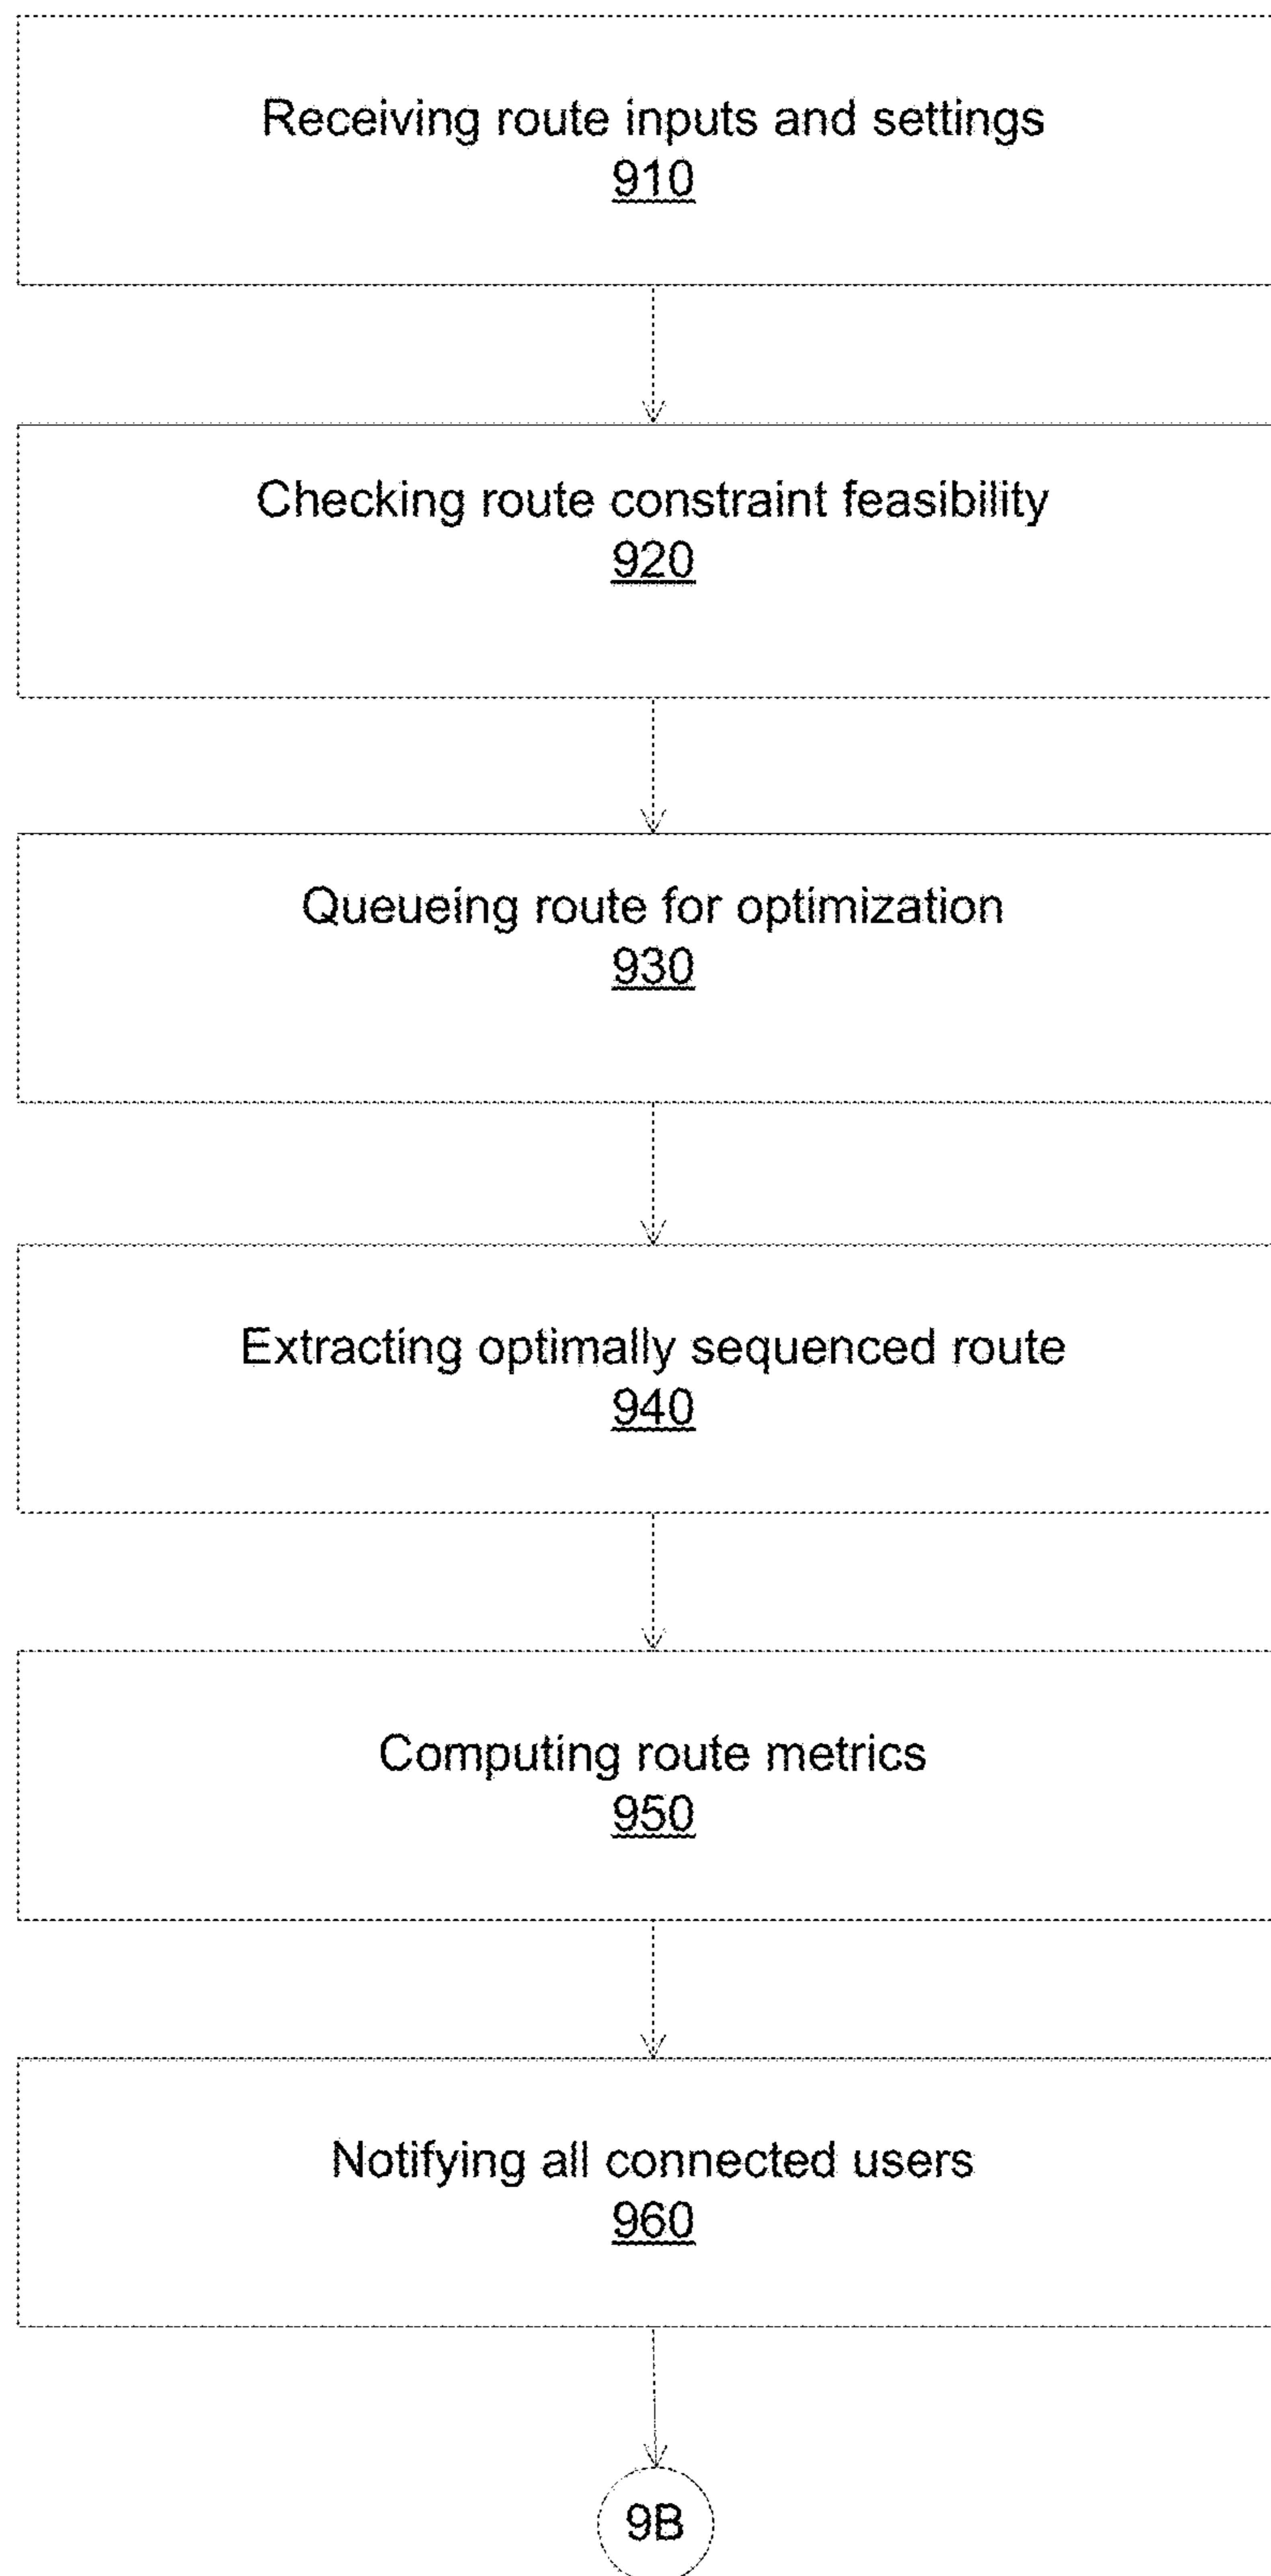 Receiving route inputs and settings
910
Checking route constraint feasibility
920
Queueing route for optimization
930
Extracting optimally sequenced route
940
Computing route metrics
950
Notifying all connected users
960
9B